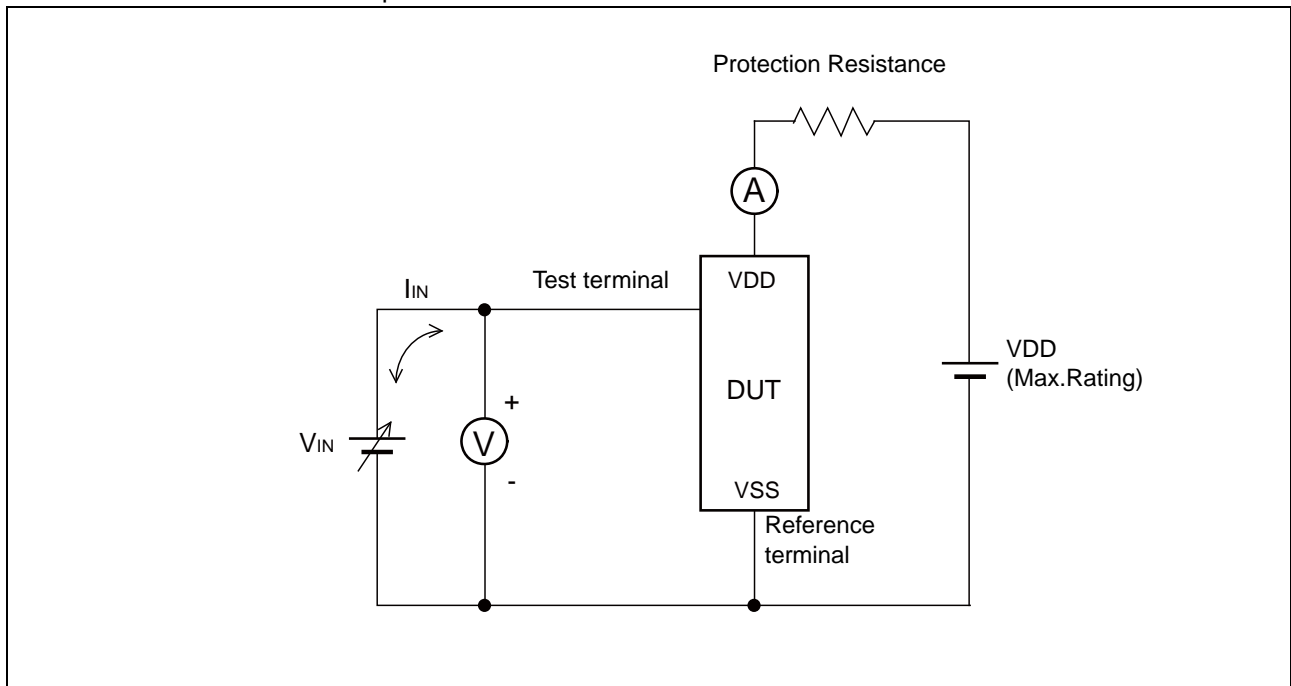 Protection Resistance
A
Test terminal
VDD
IIN
VDD
(Max.Rating)
DUT
+
VIN
V
-
VSS
Reference
terminal